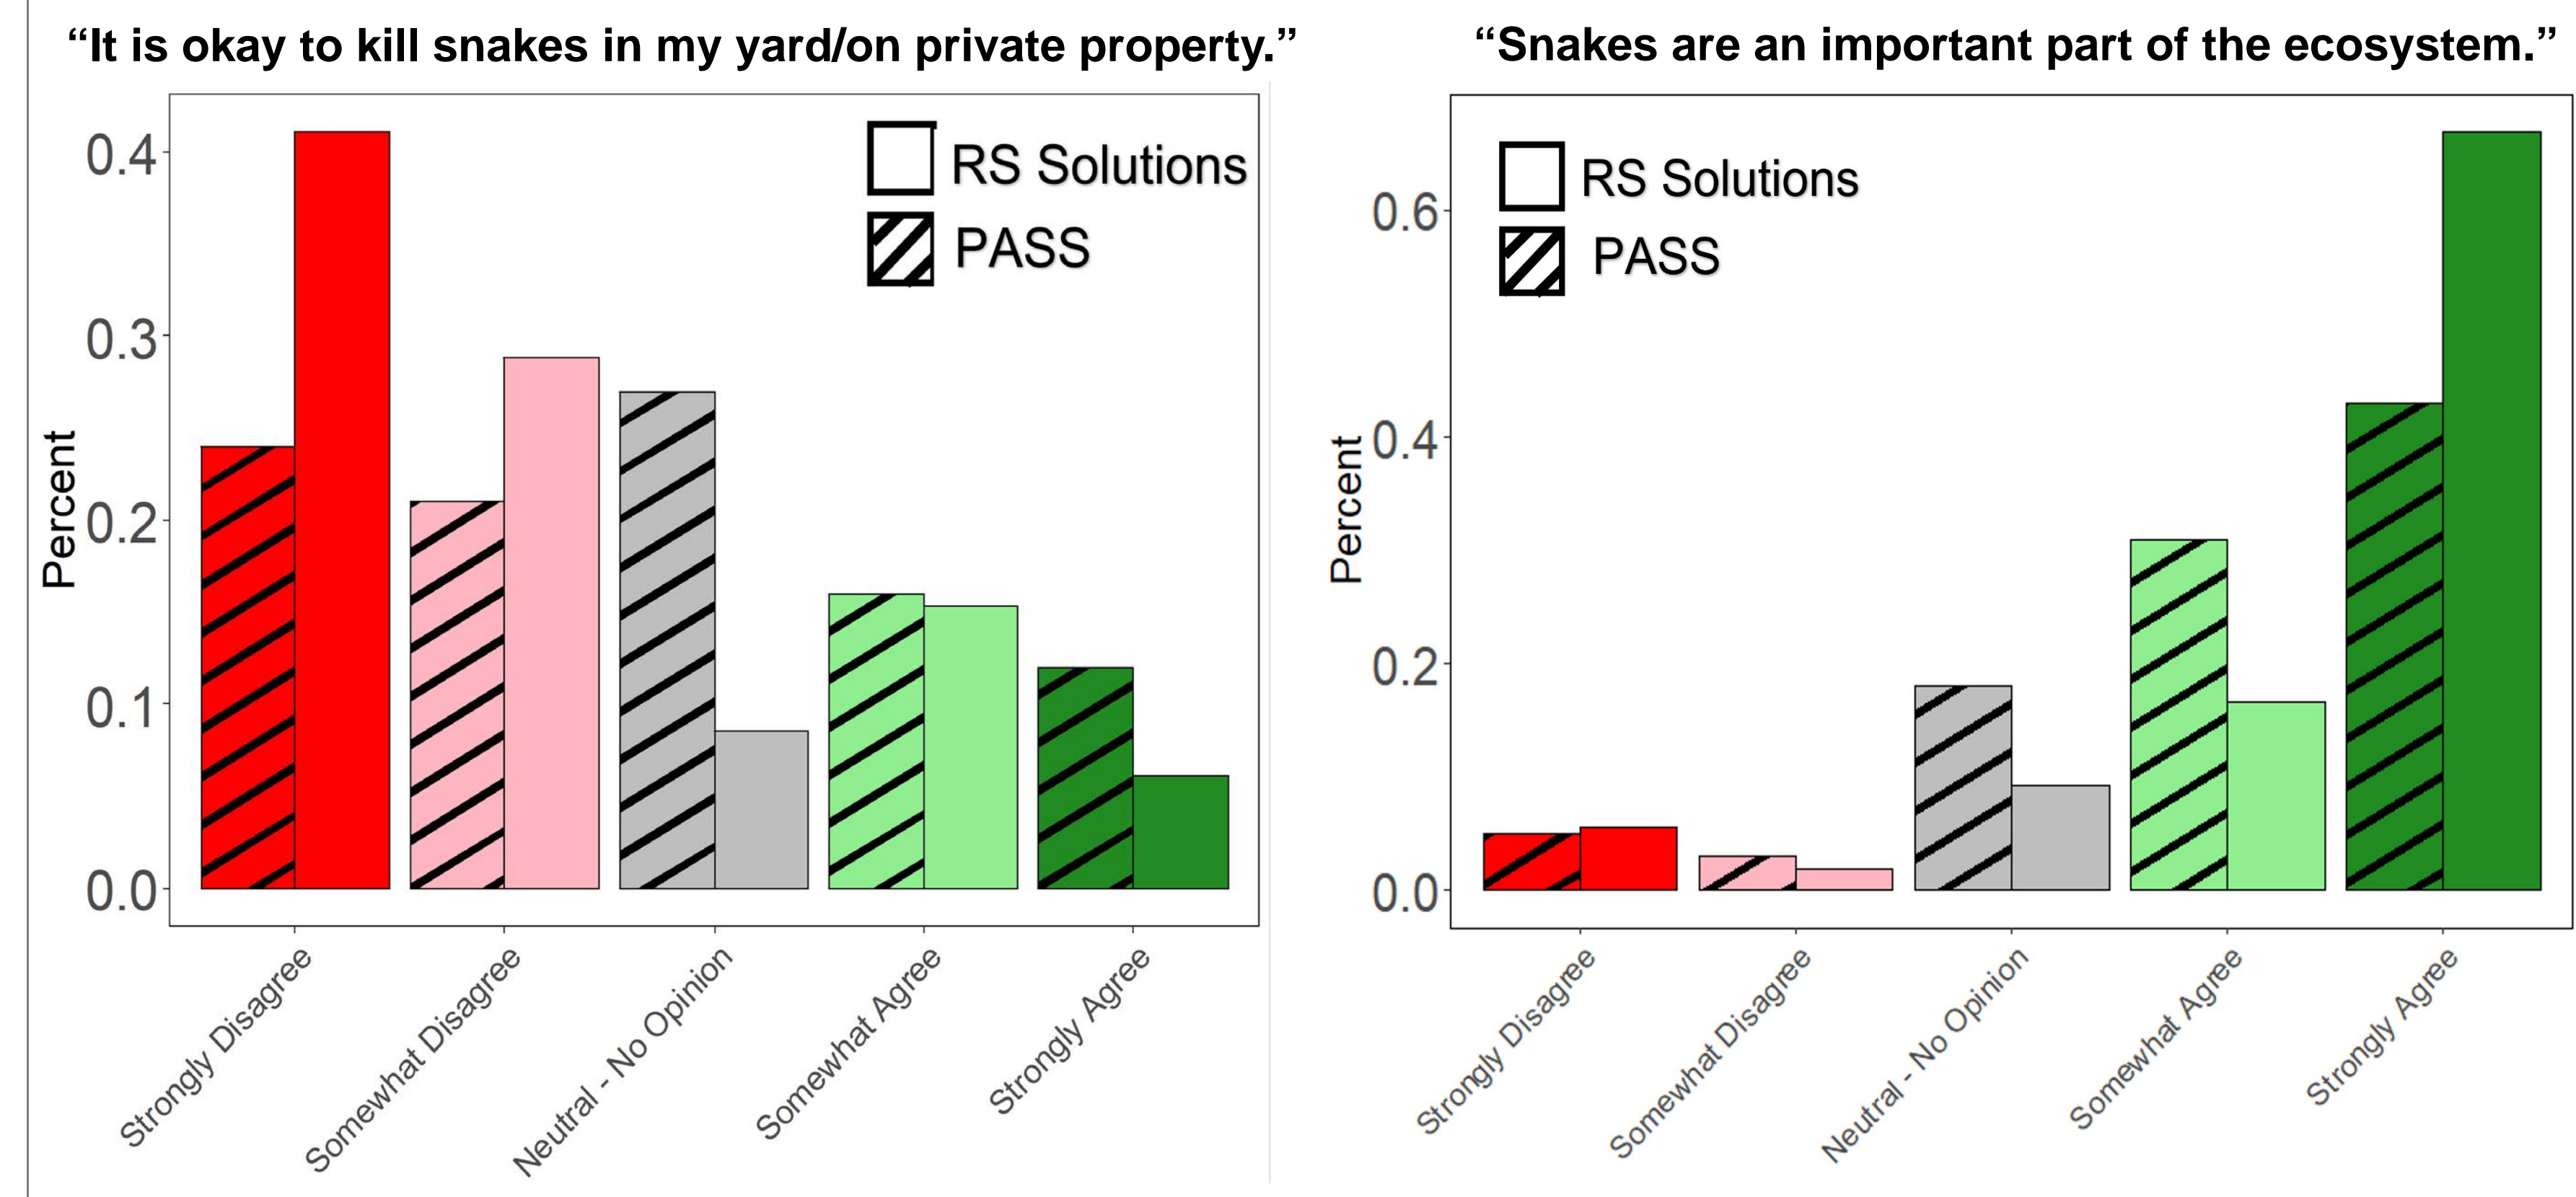 “It is okay to kill snakes in my yard/on private property.”
RS Solutions
PASS
Percent
0.4
0.3
0.2
0.1
0.0
Strongly Disagree
Somewhat Disagree
Neutral - No Opinion
Somewhat Agree
Strongly Agree
“Snakes are an important part of the ecosystem.”
RS Solutions
PASS
Percent
0.6
0.4
0.2
0.0
Strongly Disagree
Somewhat Disagree
Neutral - No Opinion
Somewhat Agree
Strongly Agree